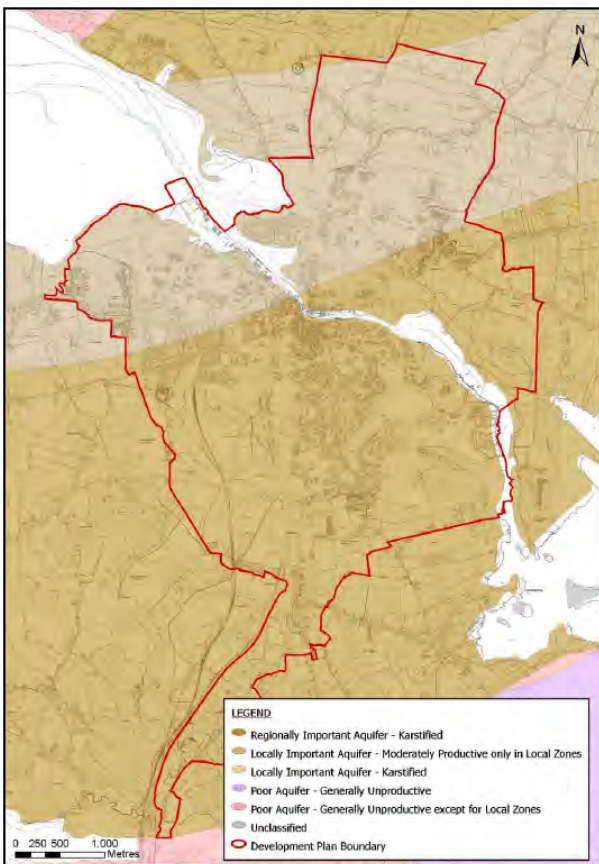 N
LEGEND
Regionally Important Aquifer - Karstified
Locally Important Aquifer - Moderately Productive only in Local Zones
Locally Important Aquifer - Karstified
Poor Aquifer - Generally Unproductive
Poor Aquifer - Generally Unproductive except for Local Zones
Unclassified
Development Plan Boundary
0 250 500 1.000
Metres